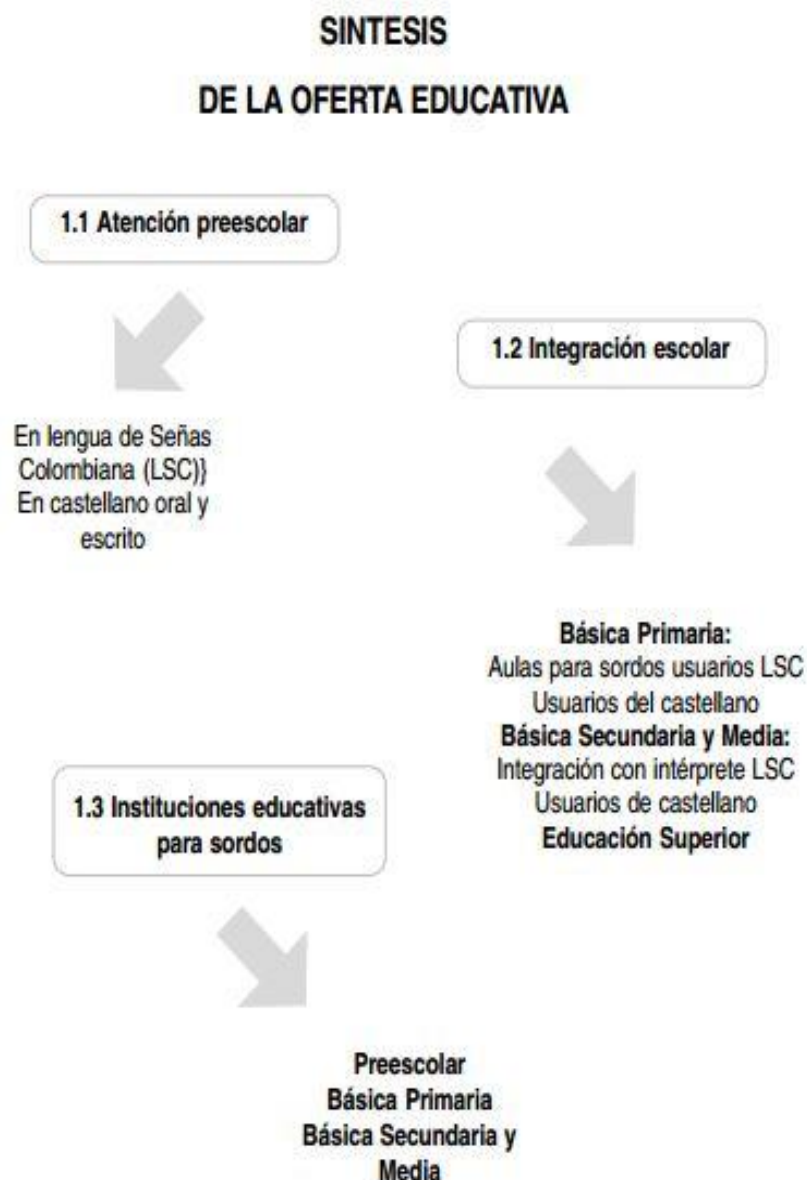 SINTESIS
DE LA OFERTA EDUCATIVA
1.1 Atención preescolar
En lengua de Señas
Colombiana (LSC)}
En castellano oral y
escrito
1.2 Integración escolar
Básica Primaria:
Aulas para sordos usuarios LSC
Usuarios del castellano
Básica Secundaria y Media:
Integración con intérprete LSC
Usuarios de castellano
Educación Superior
1.3 Instituciones educativas
para sordos
Preescolar
Básica Primaria
Básica Secundaria y
Media